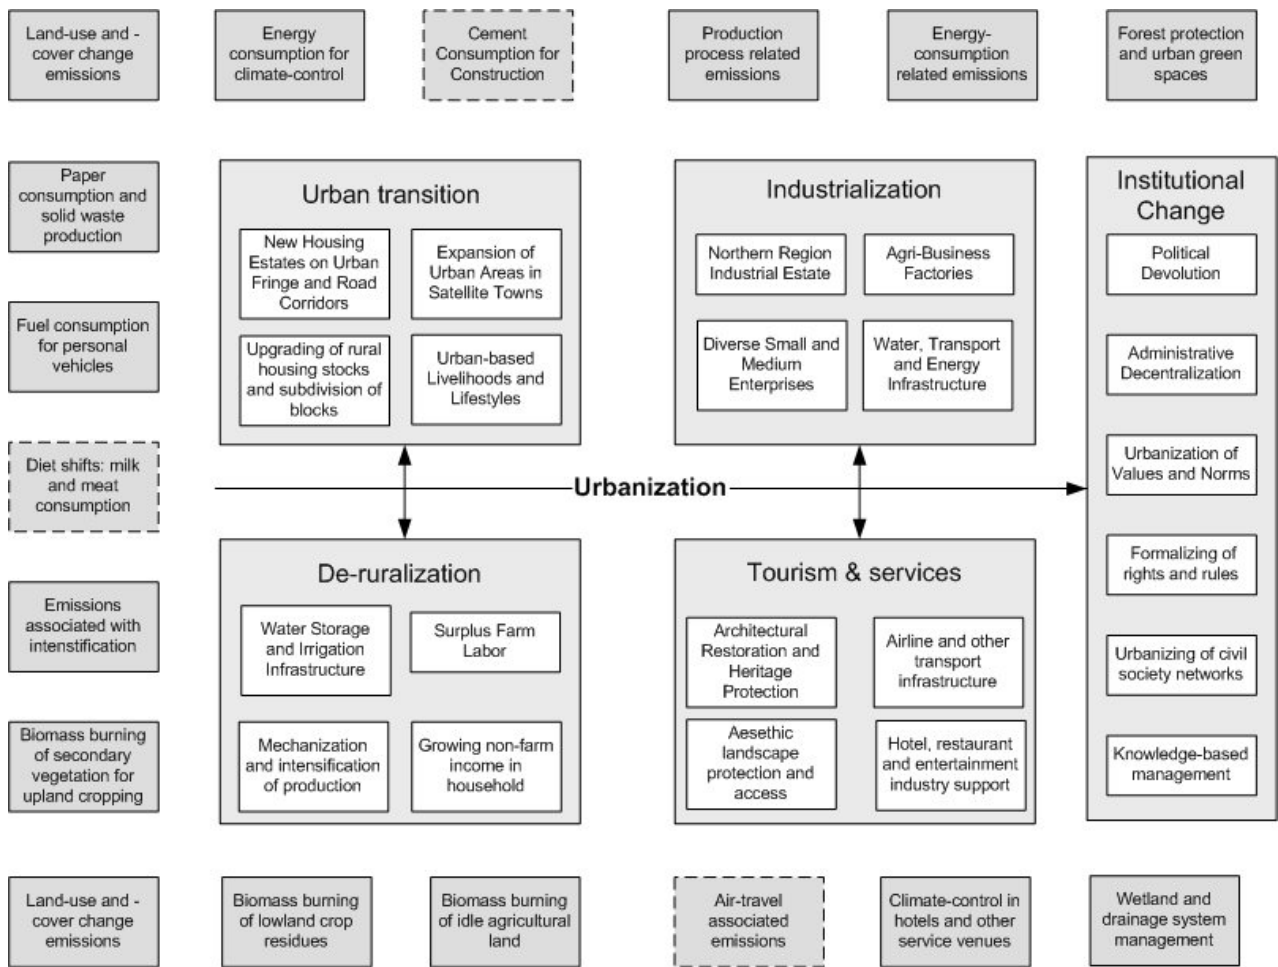 Land-use and -
cover change
emissions
Energy
consumption for
climate-control
Cement
Consumption for
Construction
Production
process related
emissions
Energy-
consumption
related emissions
Forest protection
and urban green
spaces
Paper
consumption and
solid waste
production
Fuel consumption
for personal
vehicles
Diet shifts: milk
and meat
consumption
Emissions
associated with
intenstification
Biomass burning
of secondary
vegetation for
upland cropping
Urban transition
New Housing
Estates on Urban
Fringe and Road
Corridors
Expansion of
Urban Areas in
Satellite Towns
Upgrading of rural
housing stocks
and subdivision of
blocks
Urban-based
Livelihoods and
Lifestyles
Industrialization
Northern Region
Industrial Estate
Agri-Business
Factories
Diverse Small and
Medium
Enterprises
Water, Transport
and Energy
Infrastructure
Urbanization
De-ruralization
Water Storage
and Irrigation
Infrastructure
Surplus Farm
Labor
Mechanization
and intensification
of production
Growing non-farm
income in
household
Tourism & services
Architectural
Restoration and
Heritage
Protection
Airline and other
transport
infrastructure
Aesethic
landscape
protection and
access
Hotel, restaurant
and entertainment
industry support
Institutional
Change
Political
Devolution
Administrative
Decentralization
Urbanization of
Values and Norms
Formalizing of
rights and rules
Urbanizing of civil
society networks
Knowledge-based
management
Land-use and -
cover change
emissions
Biomass burning
of lowland crop
residues
Biomass burning
of idle agricultural
land
Air-travel
associated
emissions
Climate-control in
hotels and other
service venues
Wetland and
drainage system
management